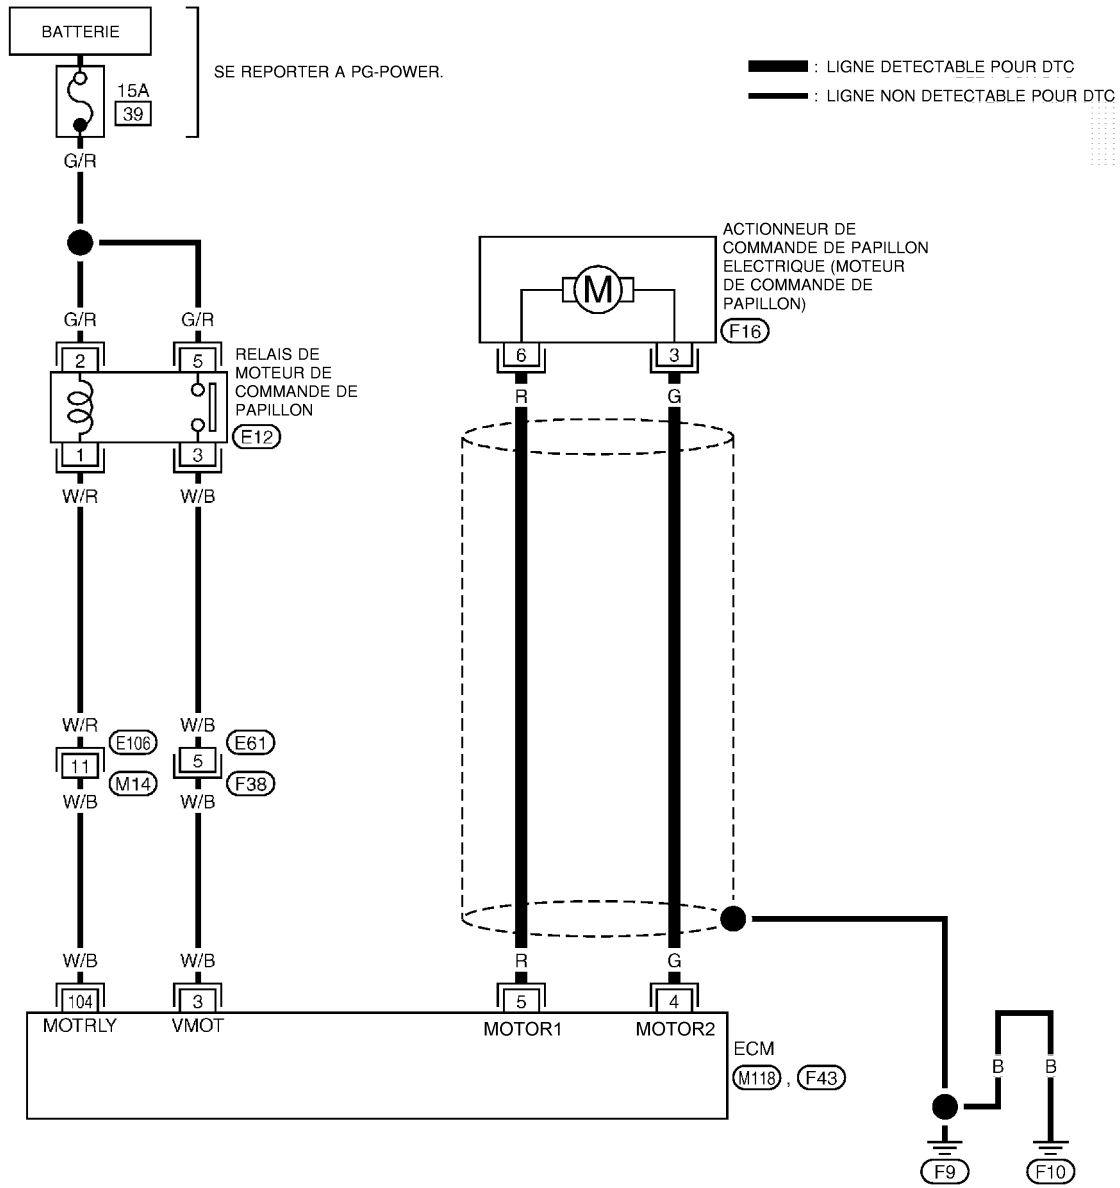 BATTERIE
15A
39
SE REPORTER A PG-POWER.
: LIGNE DETECTABLE POUR DTC
: LIGNE NON DETECTABLE POUR DTC
G/R
G/R
G/R
2
5
RELAIS DE
MOTEUR DE
COMMANDE DE
PAPILLON
E12
1
3
W/R
W/B
ACTIONNEUR DE
COMMANDE DE PAPILLON
ELECTRIQUE (MOTEUR
DE COMMANDE DE
PAPILLON)
F16
M
6
3
R
G
W/R
W/B
E106
E61
11
5
M14
F38
W/B
W/B
W/B
W/B
R
G
104
3
5
4
MOTRLY
VMOT
MOTOR1
MOTOR2
ECM
M118 , F43
B
B
F9
F10